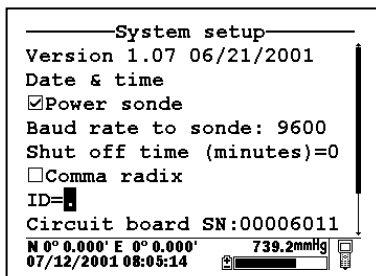 System setup
Version 1.07 06/21/2001
Date & time
☑Power sonde
Baud rate to sonde: 9600
Shut off time (minutes)=0
☐Comma radix
ID=.
Circuit board SN:00006011
N 0° 0.000' E 0° 0.000' 739.2mmHg
07/12/2001 08:05:14